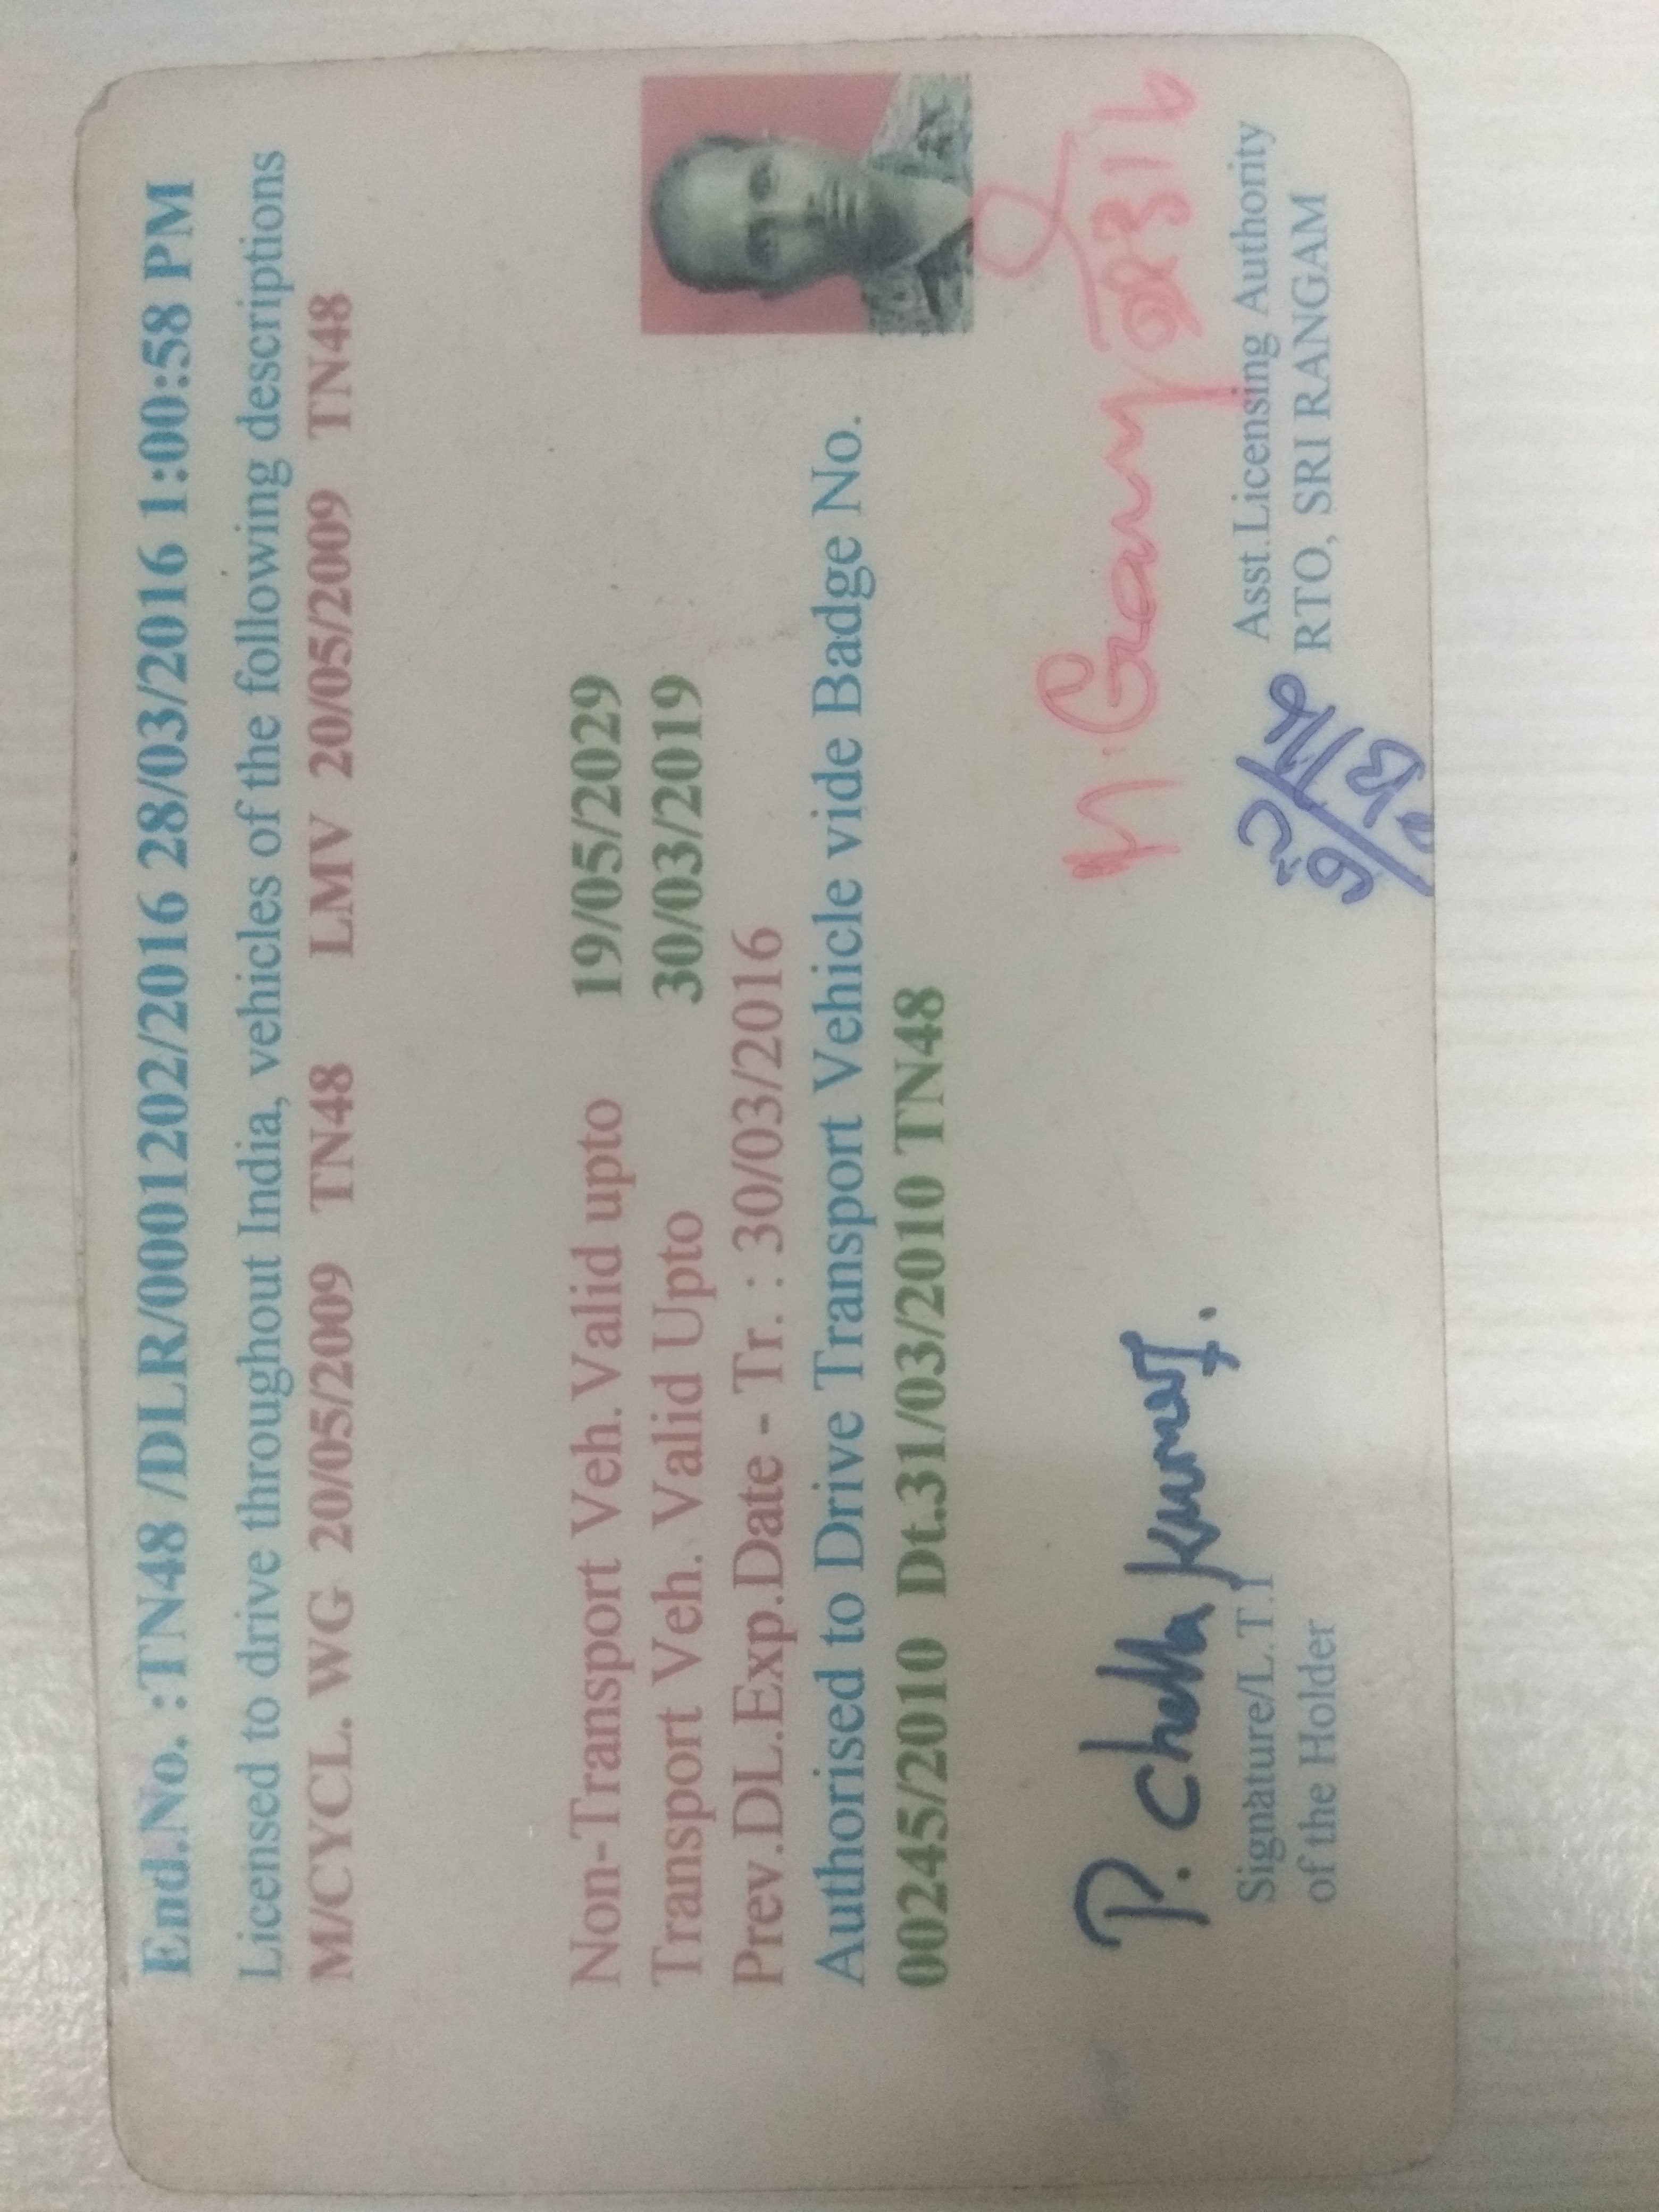 End.No. :TN48 /DLR/0001202/2016 28/03/2016 1:00:58 PM
Licensed to drive throughout India, vehicles of the following descriptions
M/CYCL. WG 20/05/2009 TN48 LMV 20/05/2009 TN48
Non-Transport Veh. Valid upto 19/05/2029
Transport Veh. Valid Upto 30/03/2019
Prev.DL.Exp.Date - Tr. : 30/03/2016
Authorised to Drive Transport Vehicle vide Badge No.
00245/2010 Dt.31/03/2010 TN48
P. Chella Kumar.
Signature/L.T.I
of the Holder
Asst.Licensing Authority
RTO, SRI RANGAM